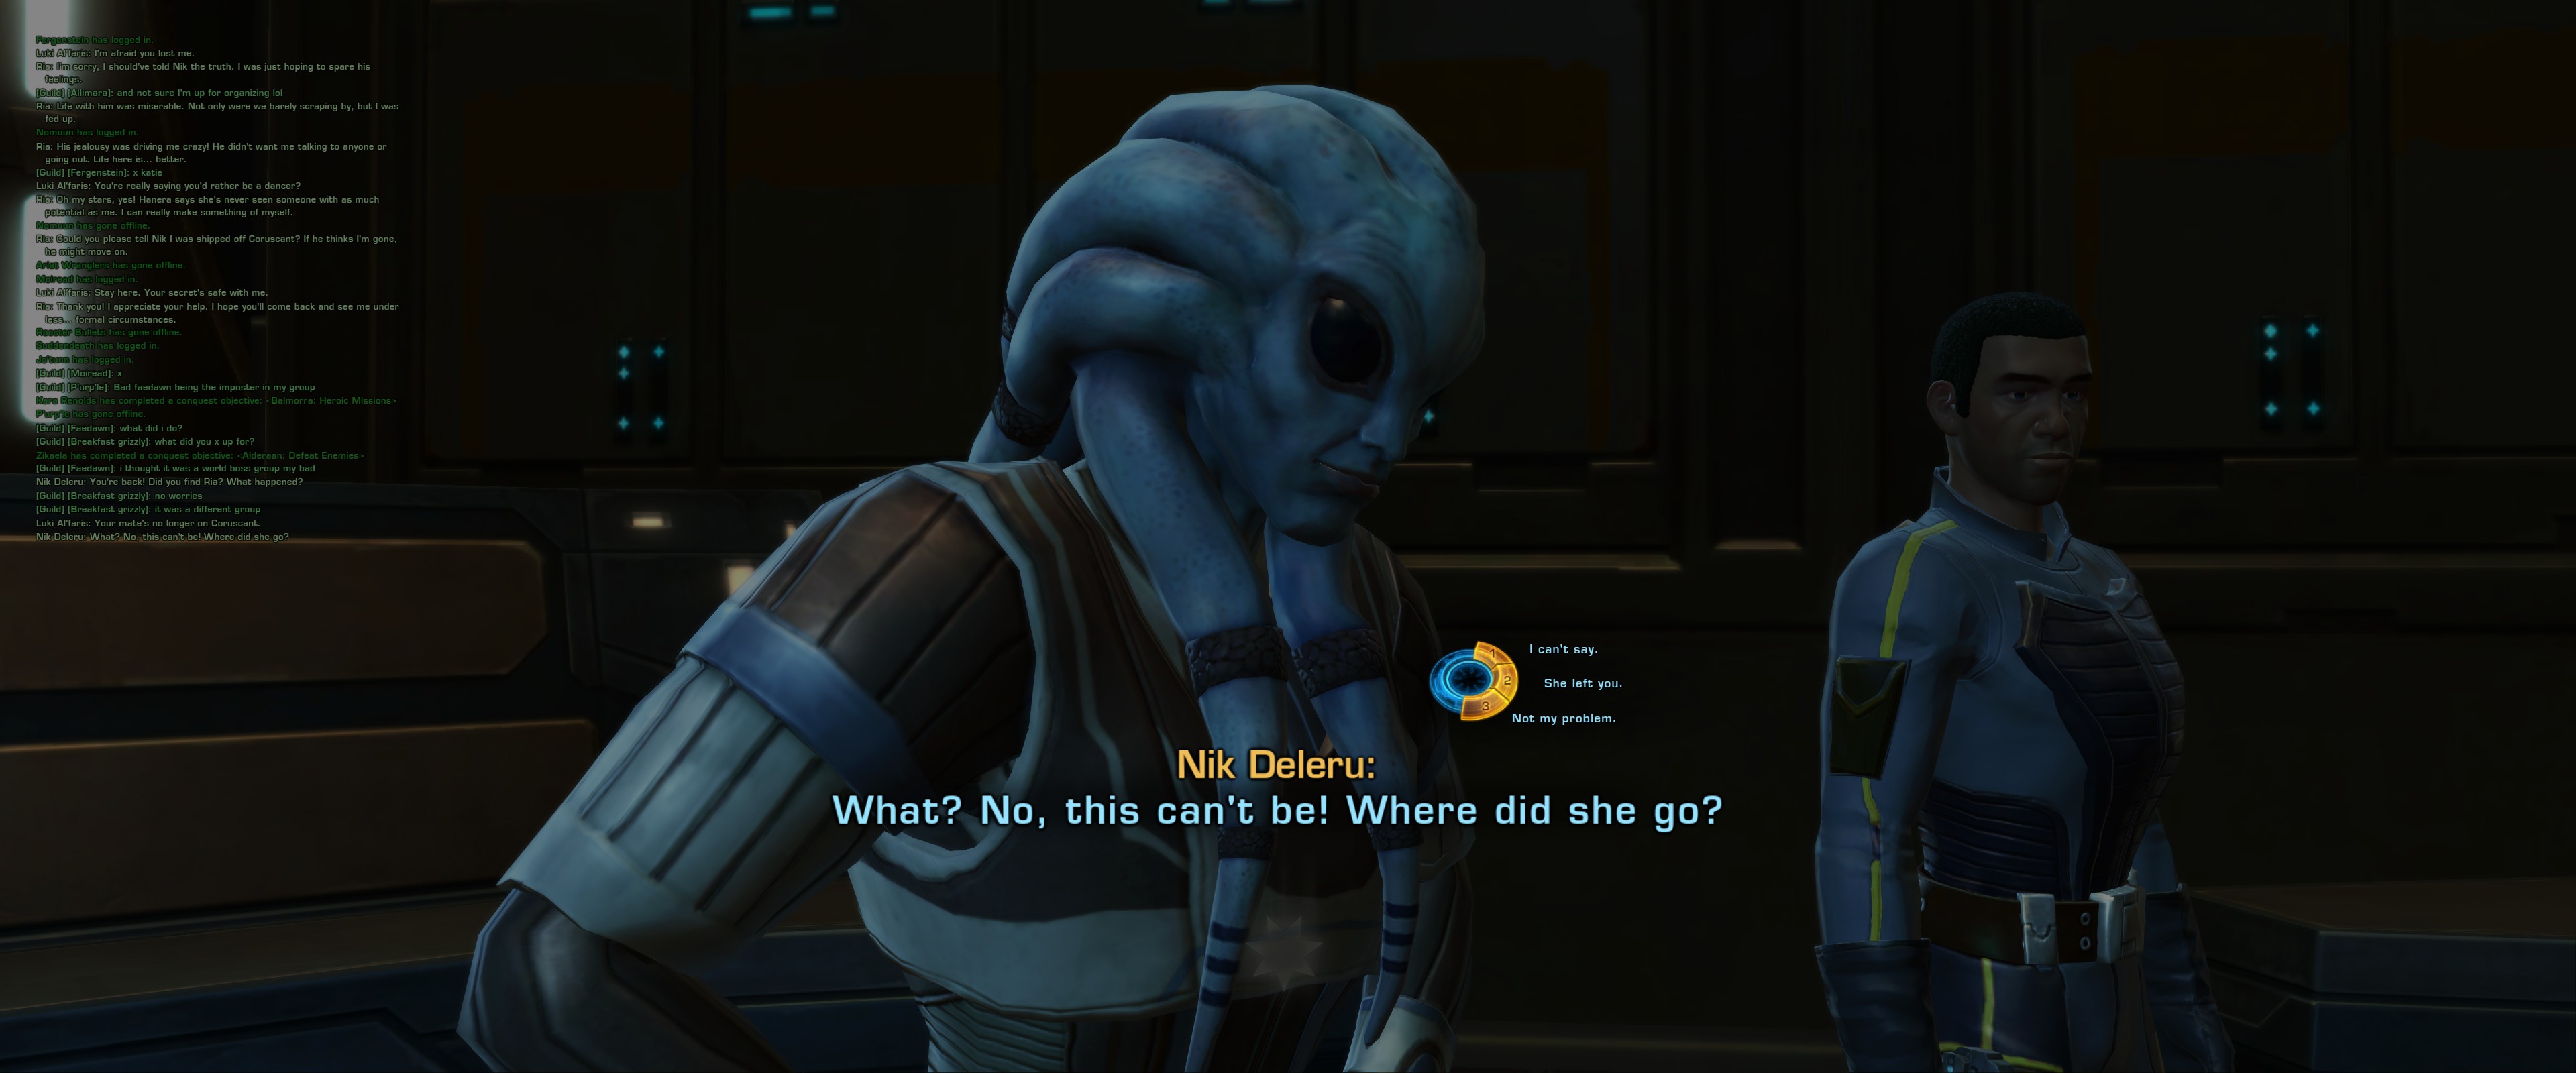 Fergenstein has logged in.
Luki Al'faris: I'm afraid you lost me.
Ria: I'm sorry, I should've told Nik the truth. I was just hoping to spare his
feelings.
[Guild] [Allimara]: and not sure I'm up for organizing lol
Ria: Life with him was miserable. Not only were we barely scraping by, but I was
fed up.
Nomuun has logged in.
Ria: His jealousy was driving me crazy! He didn't want me talking to anyone or
going out. Life here is... better.
[Guild] [Fergenstein]: x katie
Luki Al'faris: You're really saying you'd rather be a dancer?
Ria: Oh my stars, yes! Hanera says she's never seen someone with as much
potential as me. I can really make something of myself.
Nomuun has gone offline.
Ria: Could you please tell Nik I was shipped off Coruscant? If he thinks I'm gone,
he might move on.
Ariat Wranglers has gone offline.
Moiread has logged in.
Luki Al'faris: Stay here. Your secret's safe with me.
Ria: Thank you! I appreciate your help. I hope you'll come back and see me under
less... formal circumstances.
Rooster Bullets has gone offline.
Suddendeath has logged in.
Jo'tunn has logged in.
[Guild] [Moiread]: x
[Guild] [P'urp'le]: Bad faedawn being the imposter in my group
Kara Renolds has completed a conquest objective: <Balmorra: Heroic Missions>
P'urp'le has gone offline.
[Guild] [Faedawn]: what did i do?
[Guild] [Breakfast grizzly]: what did you x up for?
Zikaela has completed a conquest objective: <Alderaan: Defeat Enemies>
[Guild] [Faedawn]: i thought it was a world boss group my bad
Nik Deleru: You're back! Did you find Ria? What happened?
[Guild] [Breakfast grizzly]: no worries
[Guild] [Breakfast grizzly]: it was a different group
Luki Al'faris: Your mate's no longer on Coruscant.
Nik Deleru: What? No, this can't be! Where did she go?
1 I can't say.
2 She left you.
3 Not my problem.
Nik Deleru:
What? No, this can't be! Where did she go?